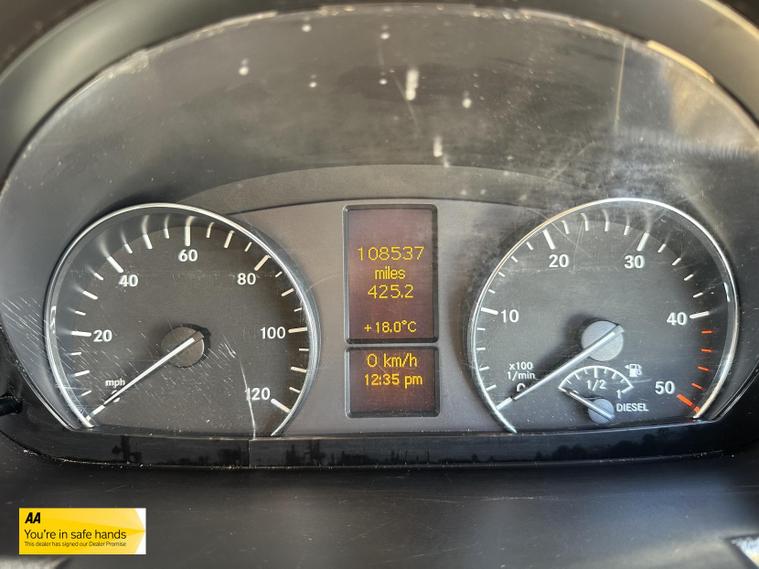 108537
miles
425.2
+18.0°C
0 km/h
12:35 pm
20
40
60
80
100
120
mph
0
10
20
30
40
50
x100
1/min
1/2
1
DIESEL
AA
You're in safe hands
This dealer has signed our Dealer Promise